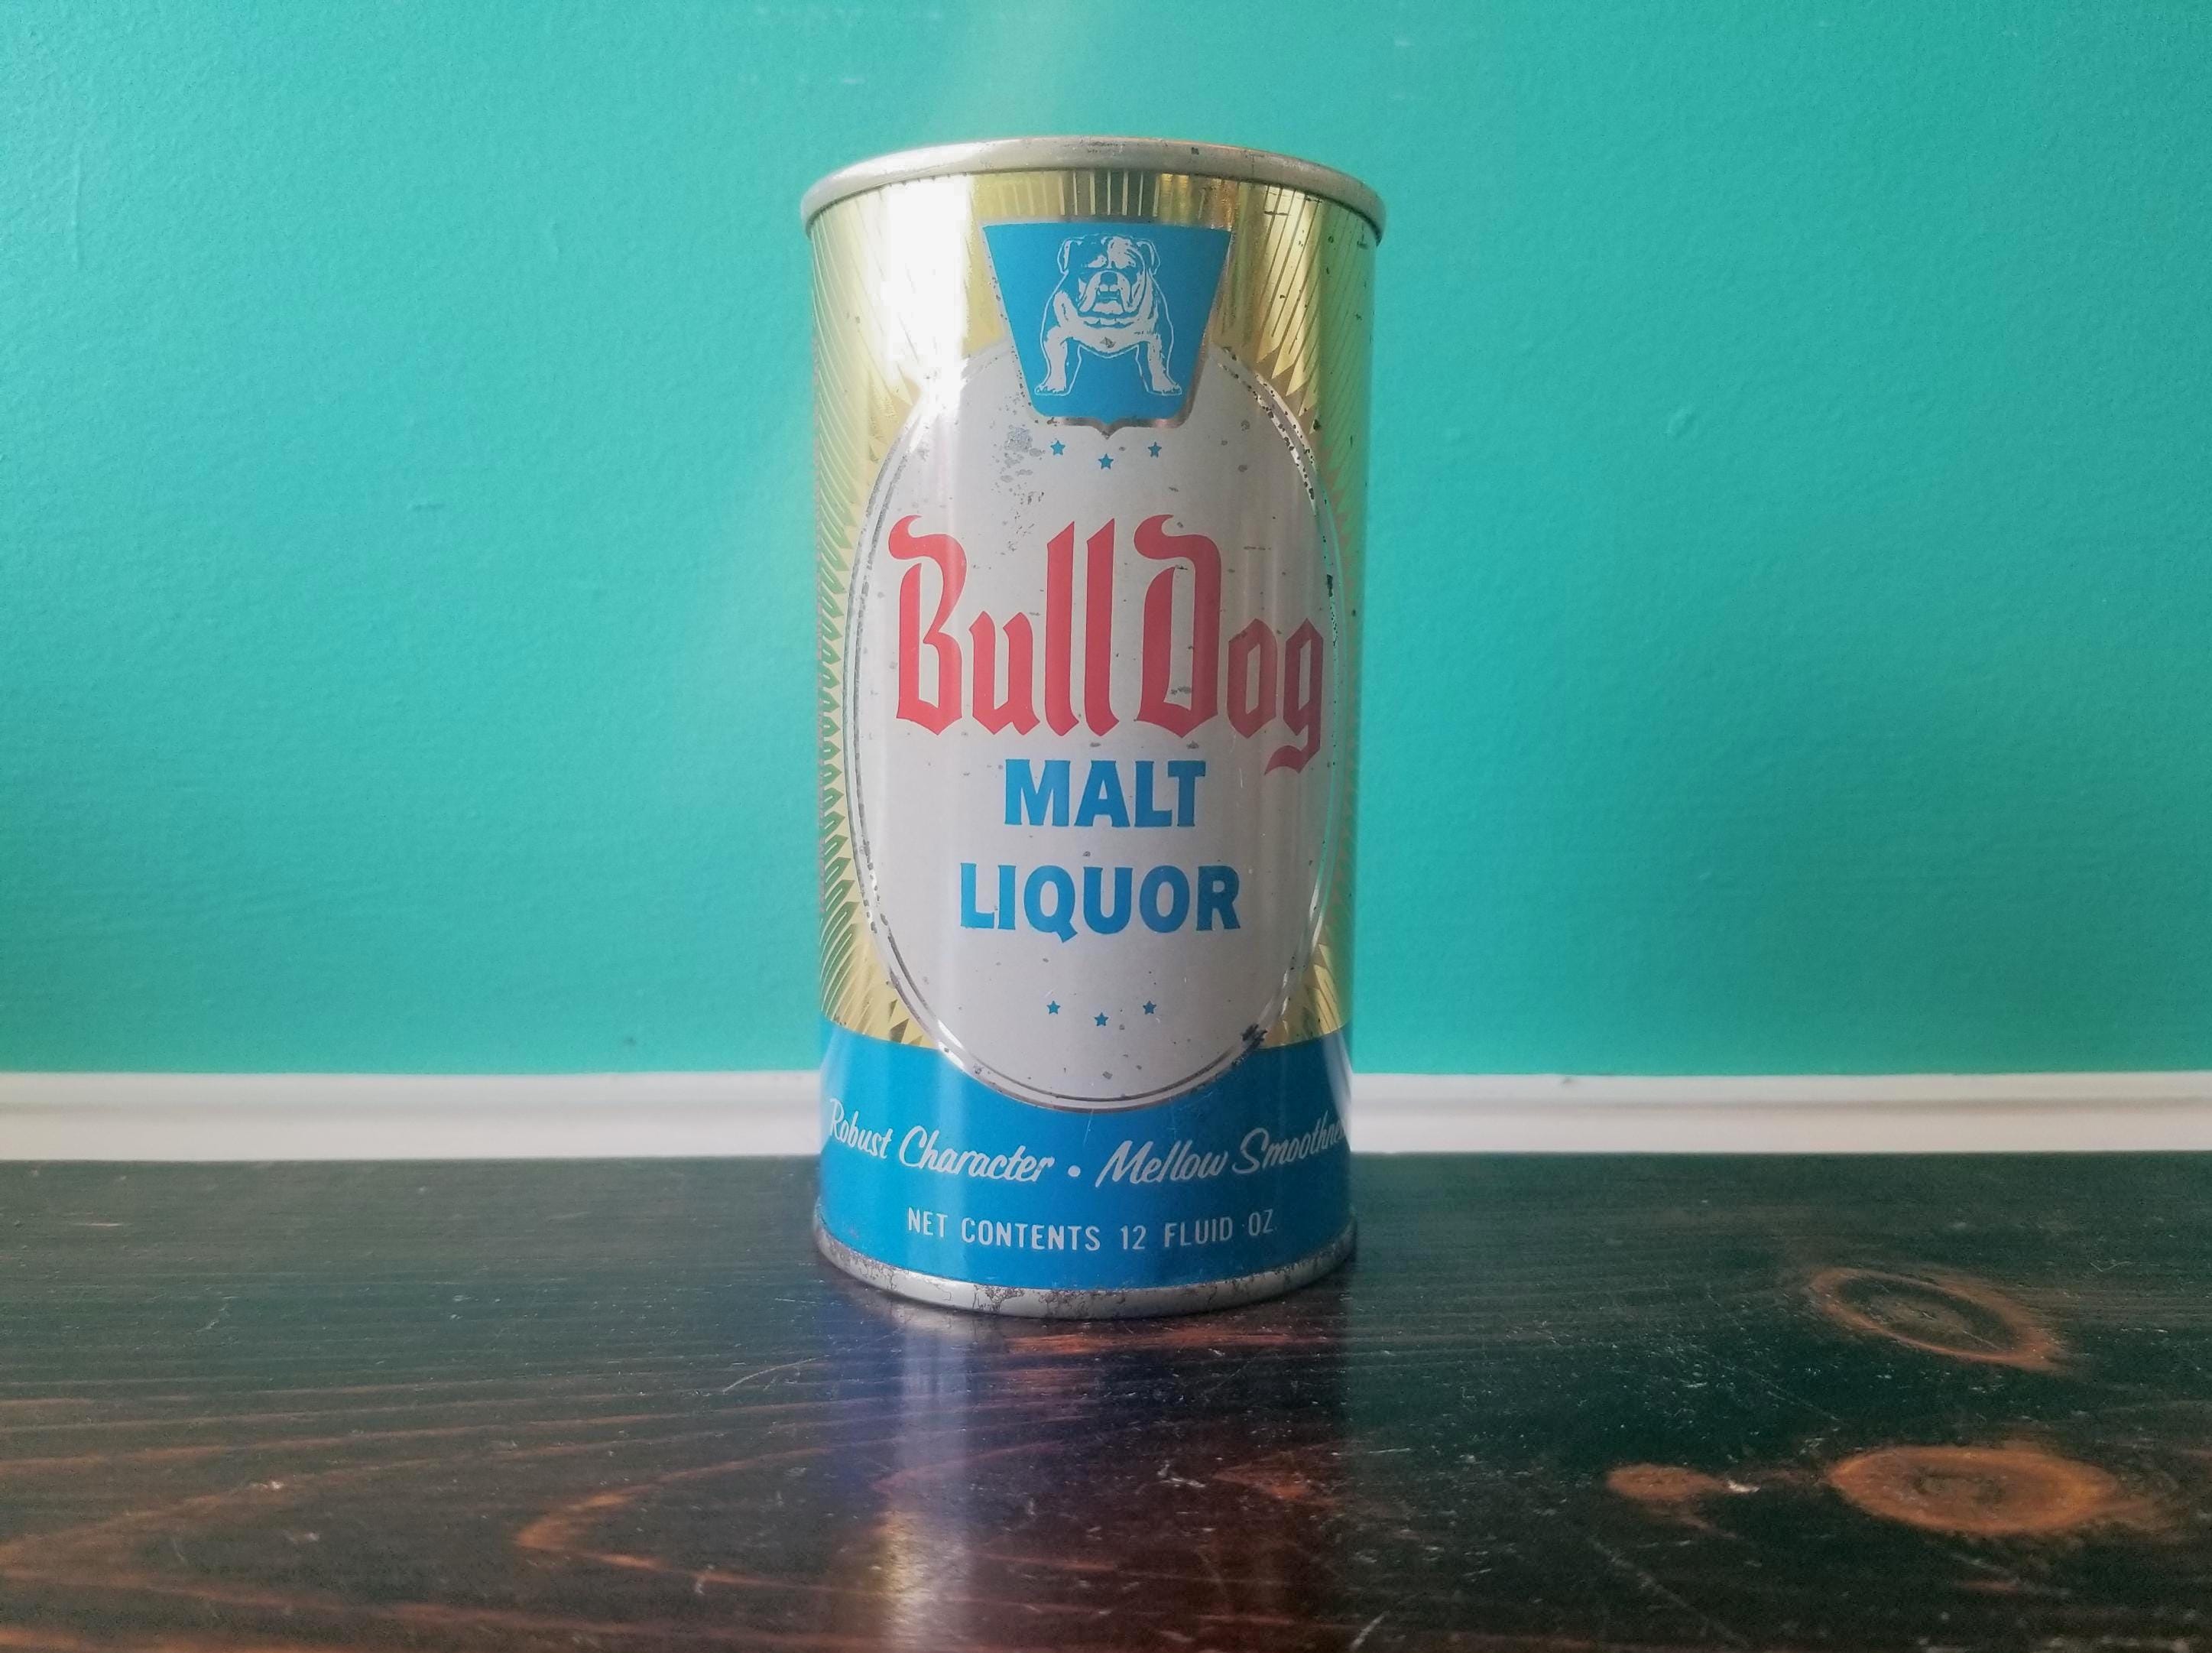 Bull Dog
MALT
LIQUOR
Robust Character • Mellow
NET CONTENTS 12 FLUID OZ.